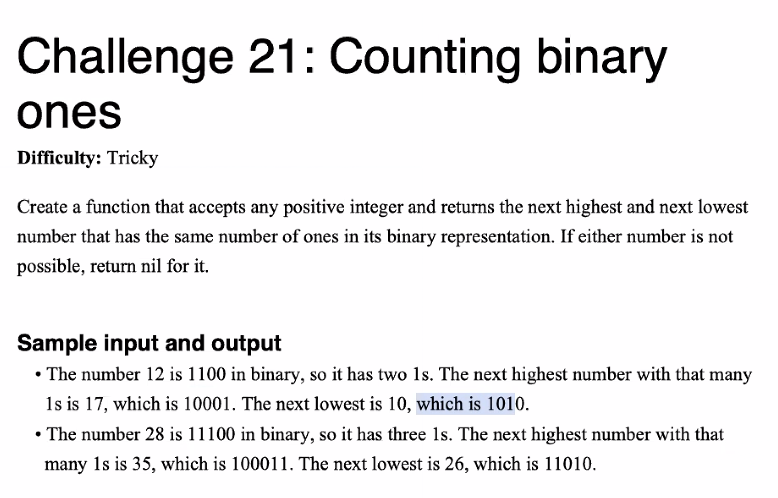 Challenge 21: Counting binary
ones
Difficulty: Tricky
Create a function that accepts any positive integer and returns the next highest and next lowest
number that has the same number of ones in its binary representation. If either number is not
possible, return nil for it.
Sample input and output
• The number 12 is 1100 in binary, so it has two 1s. The next highest number with that many
1s is 17, which is 10001. The next lowest is 10, which is 1010.
• The number 28 is 11100 in binary, so it has three 1s. The next highest number with that
many 1s is 35, which is 100011. The next lowest is 26, which is 11010.